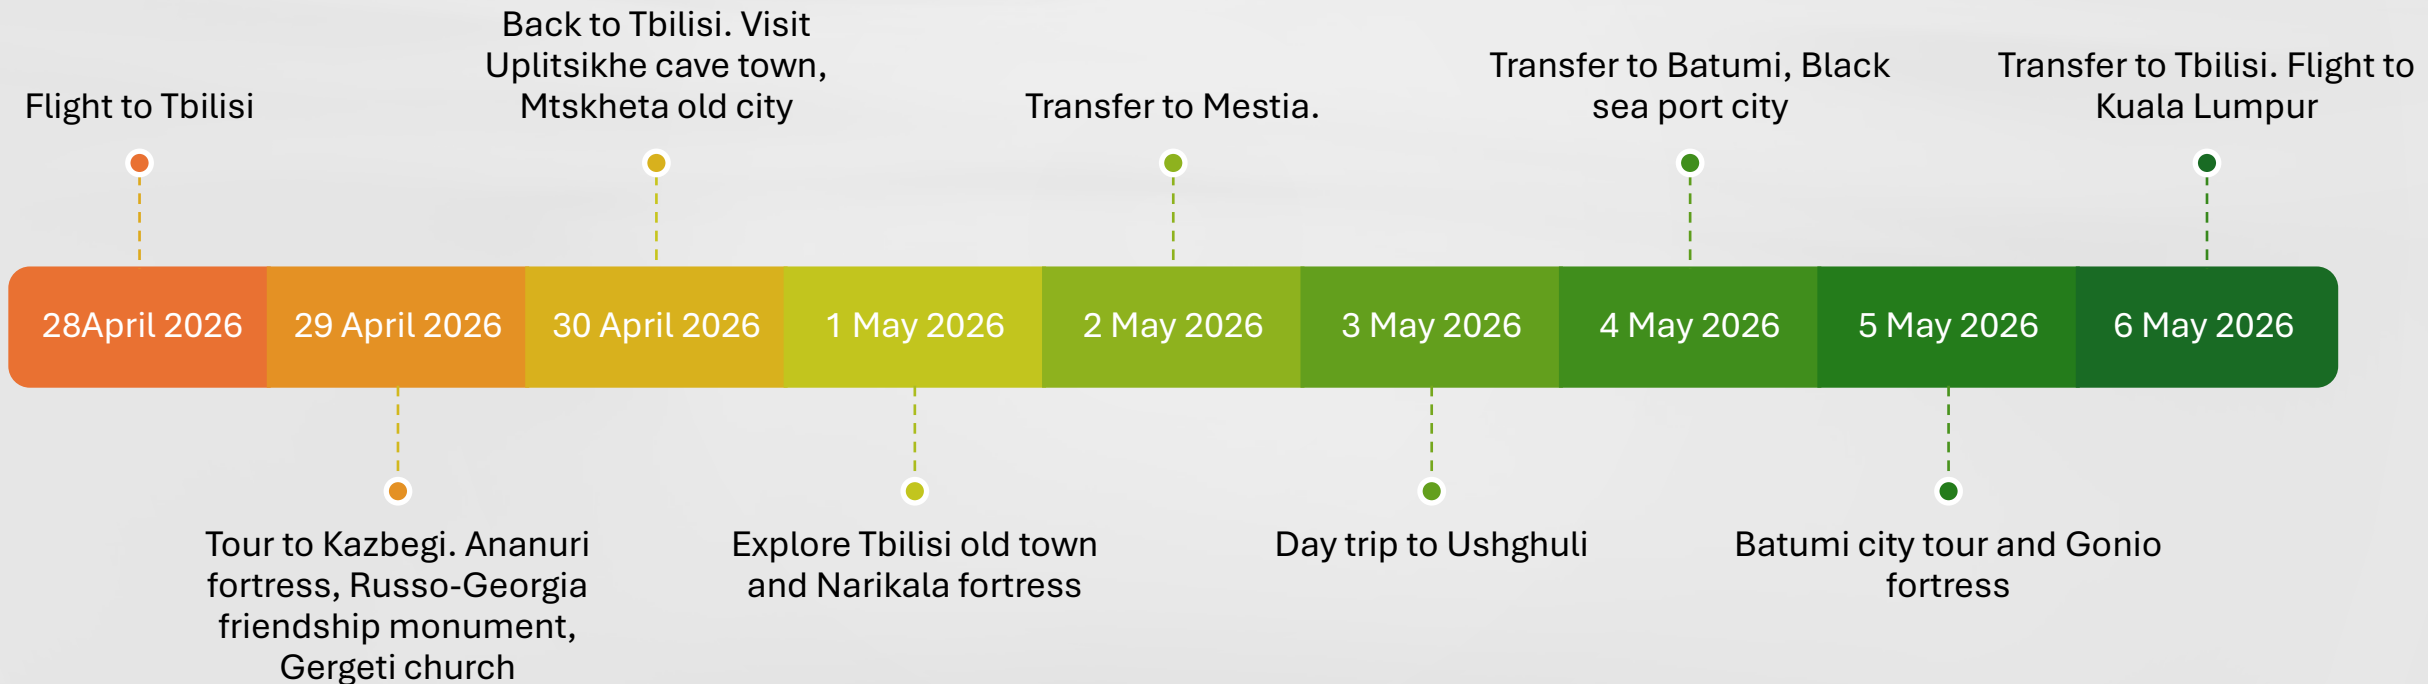 Flight to Tbilisi
Back to Tbilisi. Visit
Uplitsikhe cave town,
Mtskheta old city
Transfer to Mestia.
Transfer to Batumi, Black
sea port city
Transfer to Tbilisi. Flight to
Kuala Lumpur
28April 2026
29 April 2026
30 April 2026
1 May 2026
2 May 2026
3 May 2026
4 May 2026
5 May 2026
6 May 2026
Tour to Kazbegi. Ananuri
fortress, Russo-Georgia
friendship monument,
Gergeti church
Explore Tbilisi old town
and Narikala fortress
Day trip to Ushghuli
Batumi city tour and Gonio
fortress